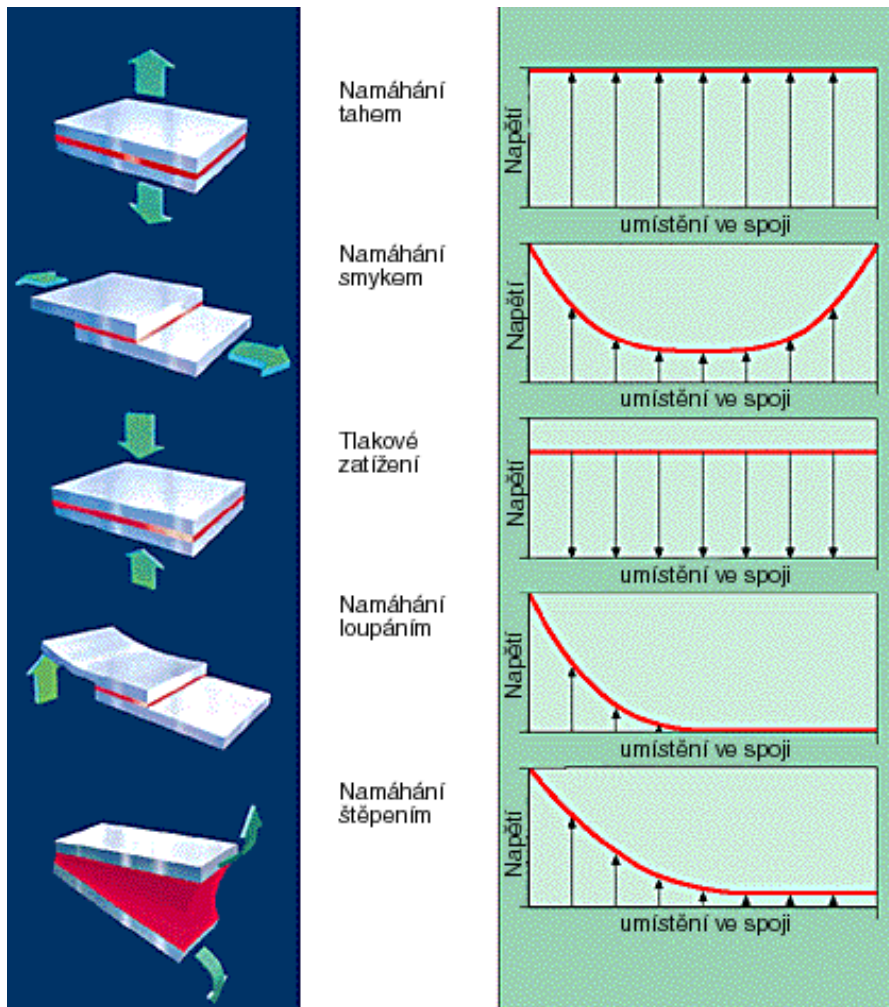 Namáhání
tahem
Napětí
umístění ve spoji
Namáhání
smykem
Napětí
umístění ve spoji
Tlakové
zatížení
Napětí
umístění ve spoji
Namáhání
loupáním
Napětí
umístění ve spoji
Namáhání
štěpením
Napětí
umístění ve spoji